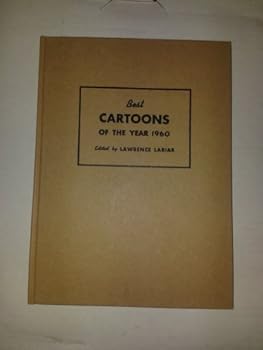 Best
CARTOONS
OF THE YEAR 1960
Edited by LAWRENCE LARIAR